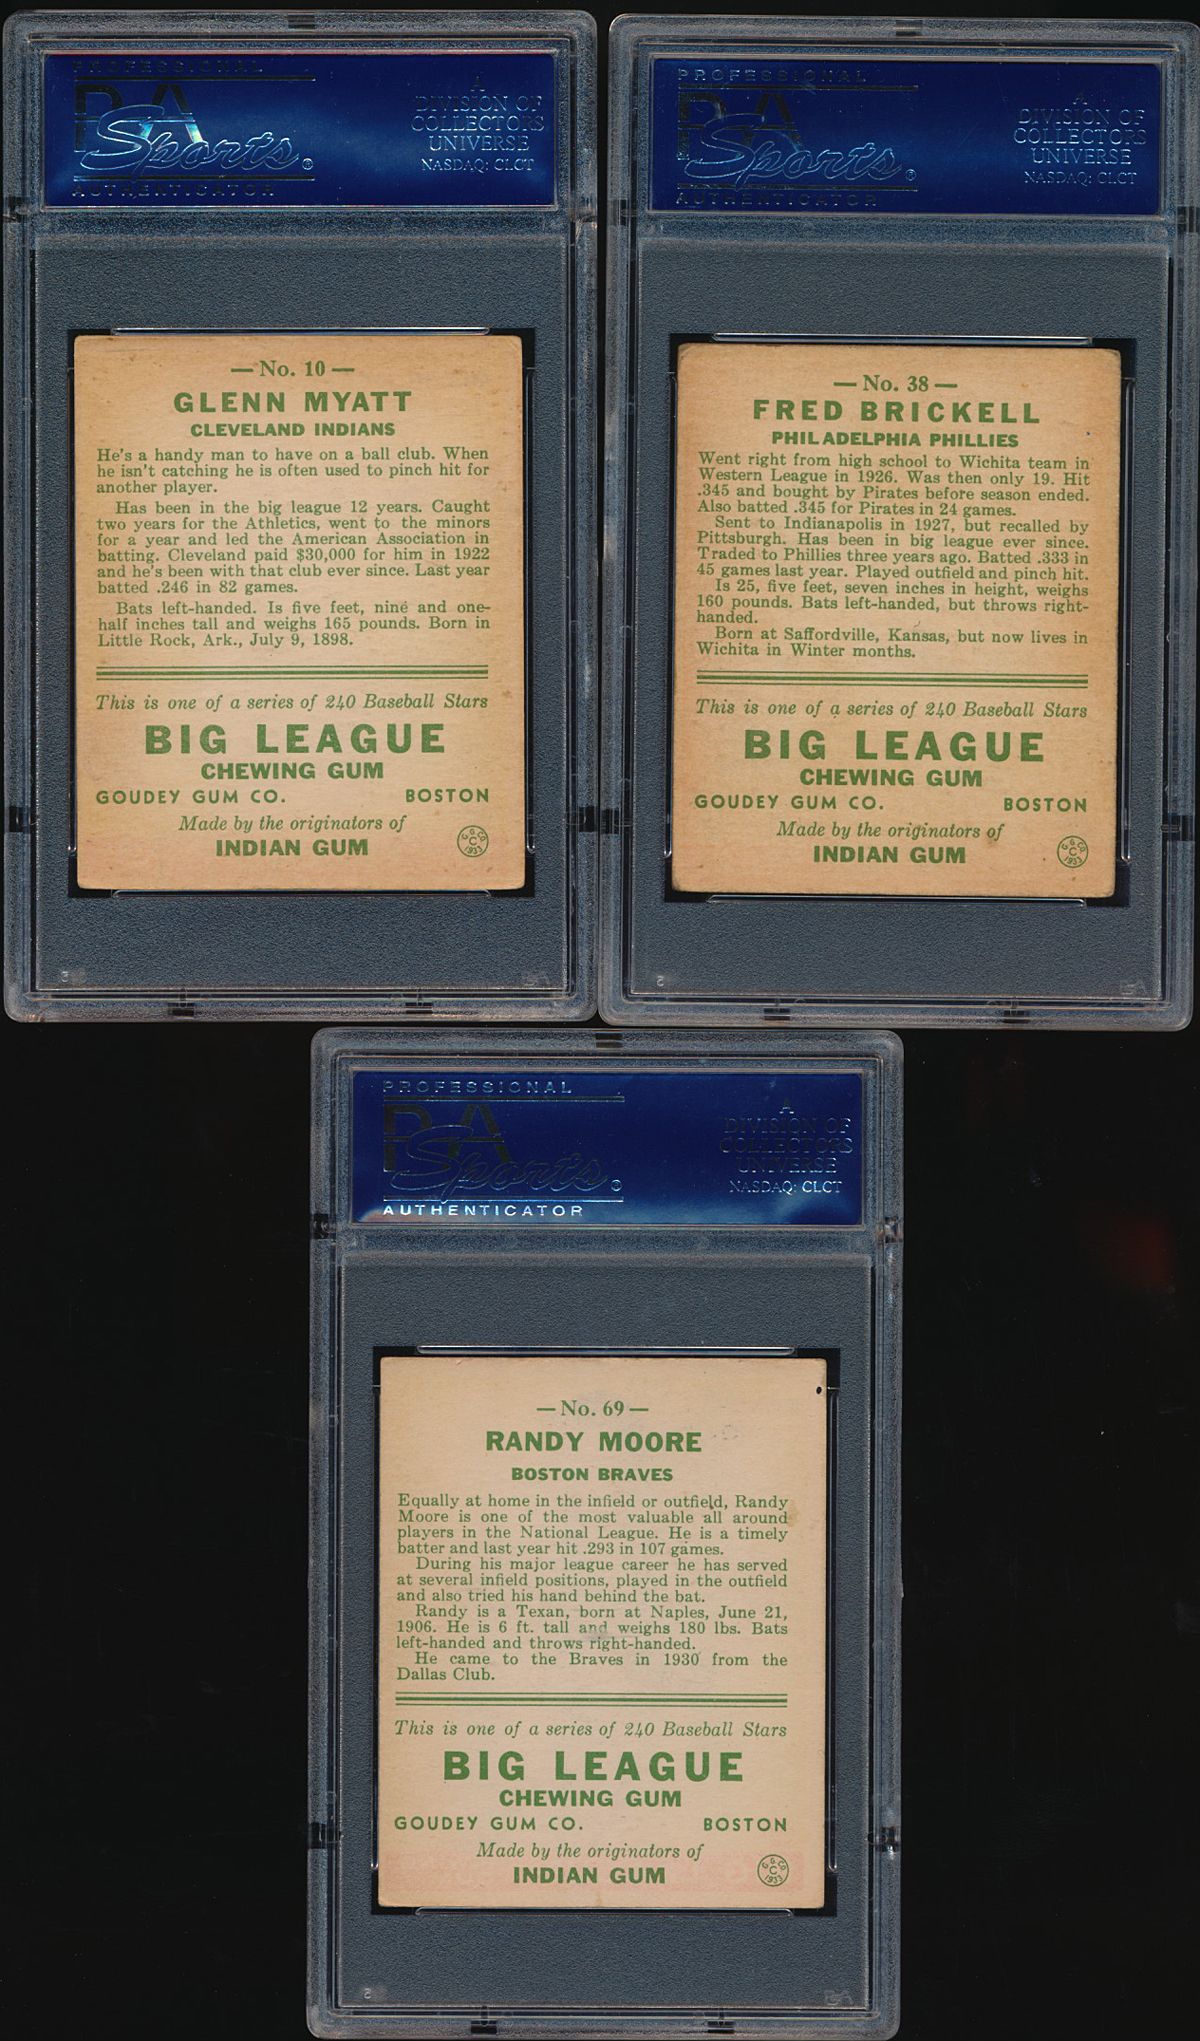 PROFESSIONAL
PSA
Sports
AUTHENTICATOR
A
DIVISION OF
COLLECTORS
UNIVERSE
NASDAQ: CLCT
— No. 10 —
GLENN MYATT
CLEVELAND INDIANS
He's a handy man to have on a ball club. When
he isn't catching he is often used to pinch hit for
another player.
Has been in the big league 12 years. Caught
two years for the Athletics, went to the minors
for a year and led the American Association in
batting. Cleveland paid $30,000 for him in 1922
and he's been with that club ever since. Last year
batted .246 in 82 games.
Bats left-handed. Is five feet, nine and one-
half inches tall and weighs 165 pounds. Born in
Little Rock, Ark., July 9, 1898.
This is one of a series of 240 Baseball Stars
BIG LEAGUE
CHEWING GUM
GOUDEY GUM CO. BOSTON
Made by the originators of
INDIAN GUM
G. G. CO.
C
1933
PROFESSIONAL
PSA
Sports
AUTHENTICATOR
A
DIVISION OF
COLLECTORS
UNIVERSE
NASDAQ: CLCT
— No. 38 —
FRED BRICKELL
PHILADELPHIA PHILLIES
Went right from high school to Wichita team in
Western League in 1926. Was then only 19. Hit
.345 and bought by Pirates before season ended.
Also batted .345 for Pirates in 24 games.
Sent to Indianapolis in 1927, but recalled by
Pittsburgh. Has been in big league ever since.
Traded to Phillies three years ago. Batted .333 in
45 games last year. Played outfield and pinch hit.
Is 25, five feet, seven inches in height, weighs
160 pounds. Bats left-handed, but throws right-
handed.
Born at Saffordville, Kansas, but now lives in
Wichita in Winter months.
This is one of a series of 240 Baseball Stars
BIG LEAGUE
CHEWING GUM
GOUDEY GUM CO. BOSTON
Made by the originators of
INDIAN GUM
G. G. CO.
C
1933
PROFESSIONAL
PSA
Sports
AUTHENTICATOR
A
DIVISION OF
COLLECTORS
UNIVERSE
NASDAQ: CLCT
— No. 69 —
RANDY MOORE
BOSTON BRAVES
Equally at home in the infield or outfield, Randy
Moore is one of the most valuable all around
players in the National League. He is a timely
batter and last year hit .293 in 107 games.
During his major league career he has served
at several infield positions, played in the outfield
and also tried his hand behind the bat.
Randy is a Texan, born at Naples, June 21,
1906. He is 6 ft. tall and weighs 180 lbs. Bats
left-handed and throws right-handed.
He came to the Braves in 1930 from the
Dallas Club.
This is one of a series of 240 Baseball Stars
BIG LEAGUE
CHEWING GUM
GOUDEY GUM CO. BOSTON
Made by the originators of
INDIAN GUM
G. G. CO.
C
1933